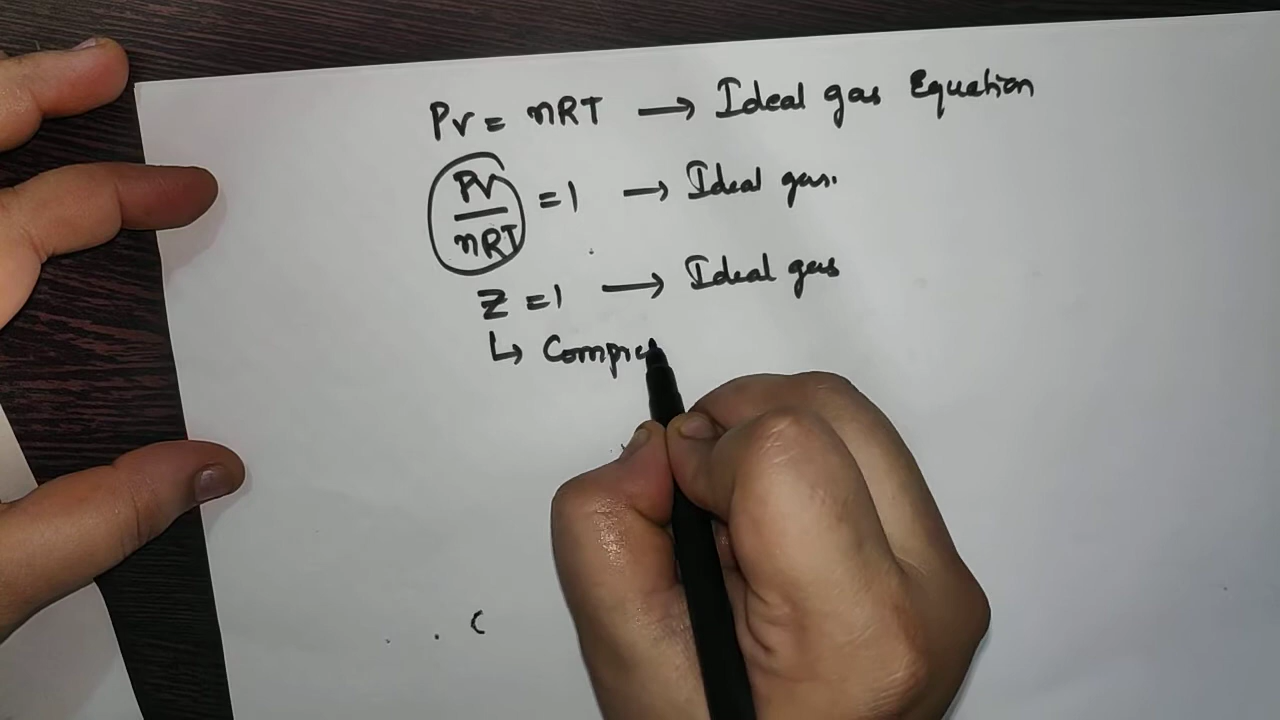 Pv = nRT → Ideal gas Equation
Pv/nRT = 1 → Ideal gas.
Z = 1 → Ideal gas
↳ Compre